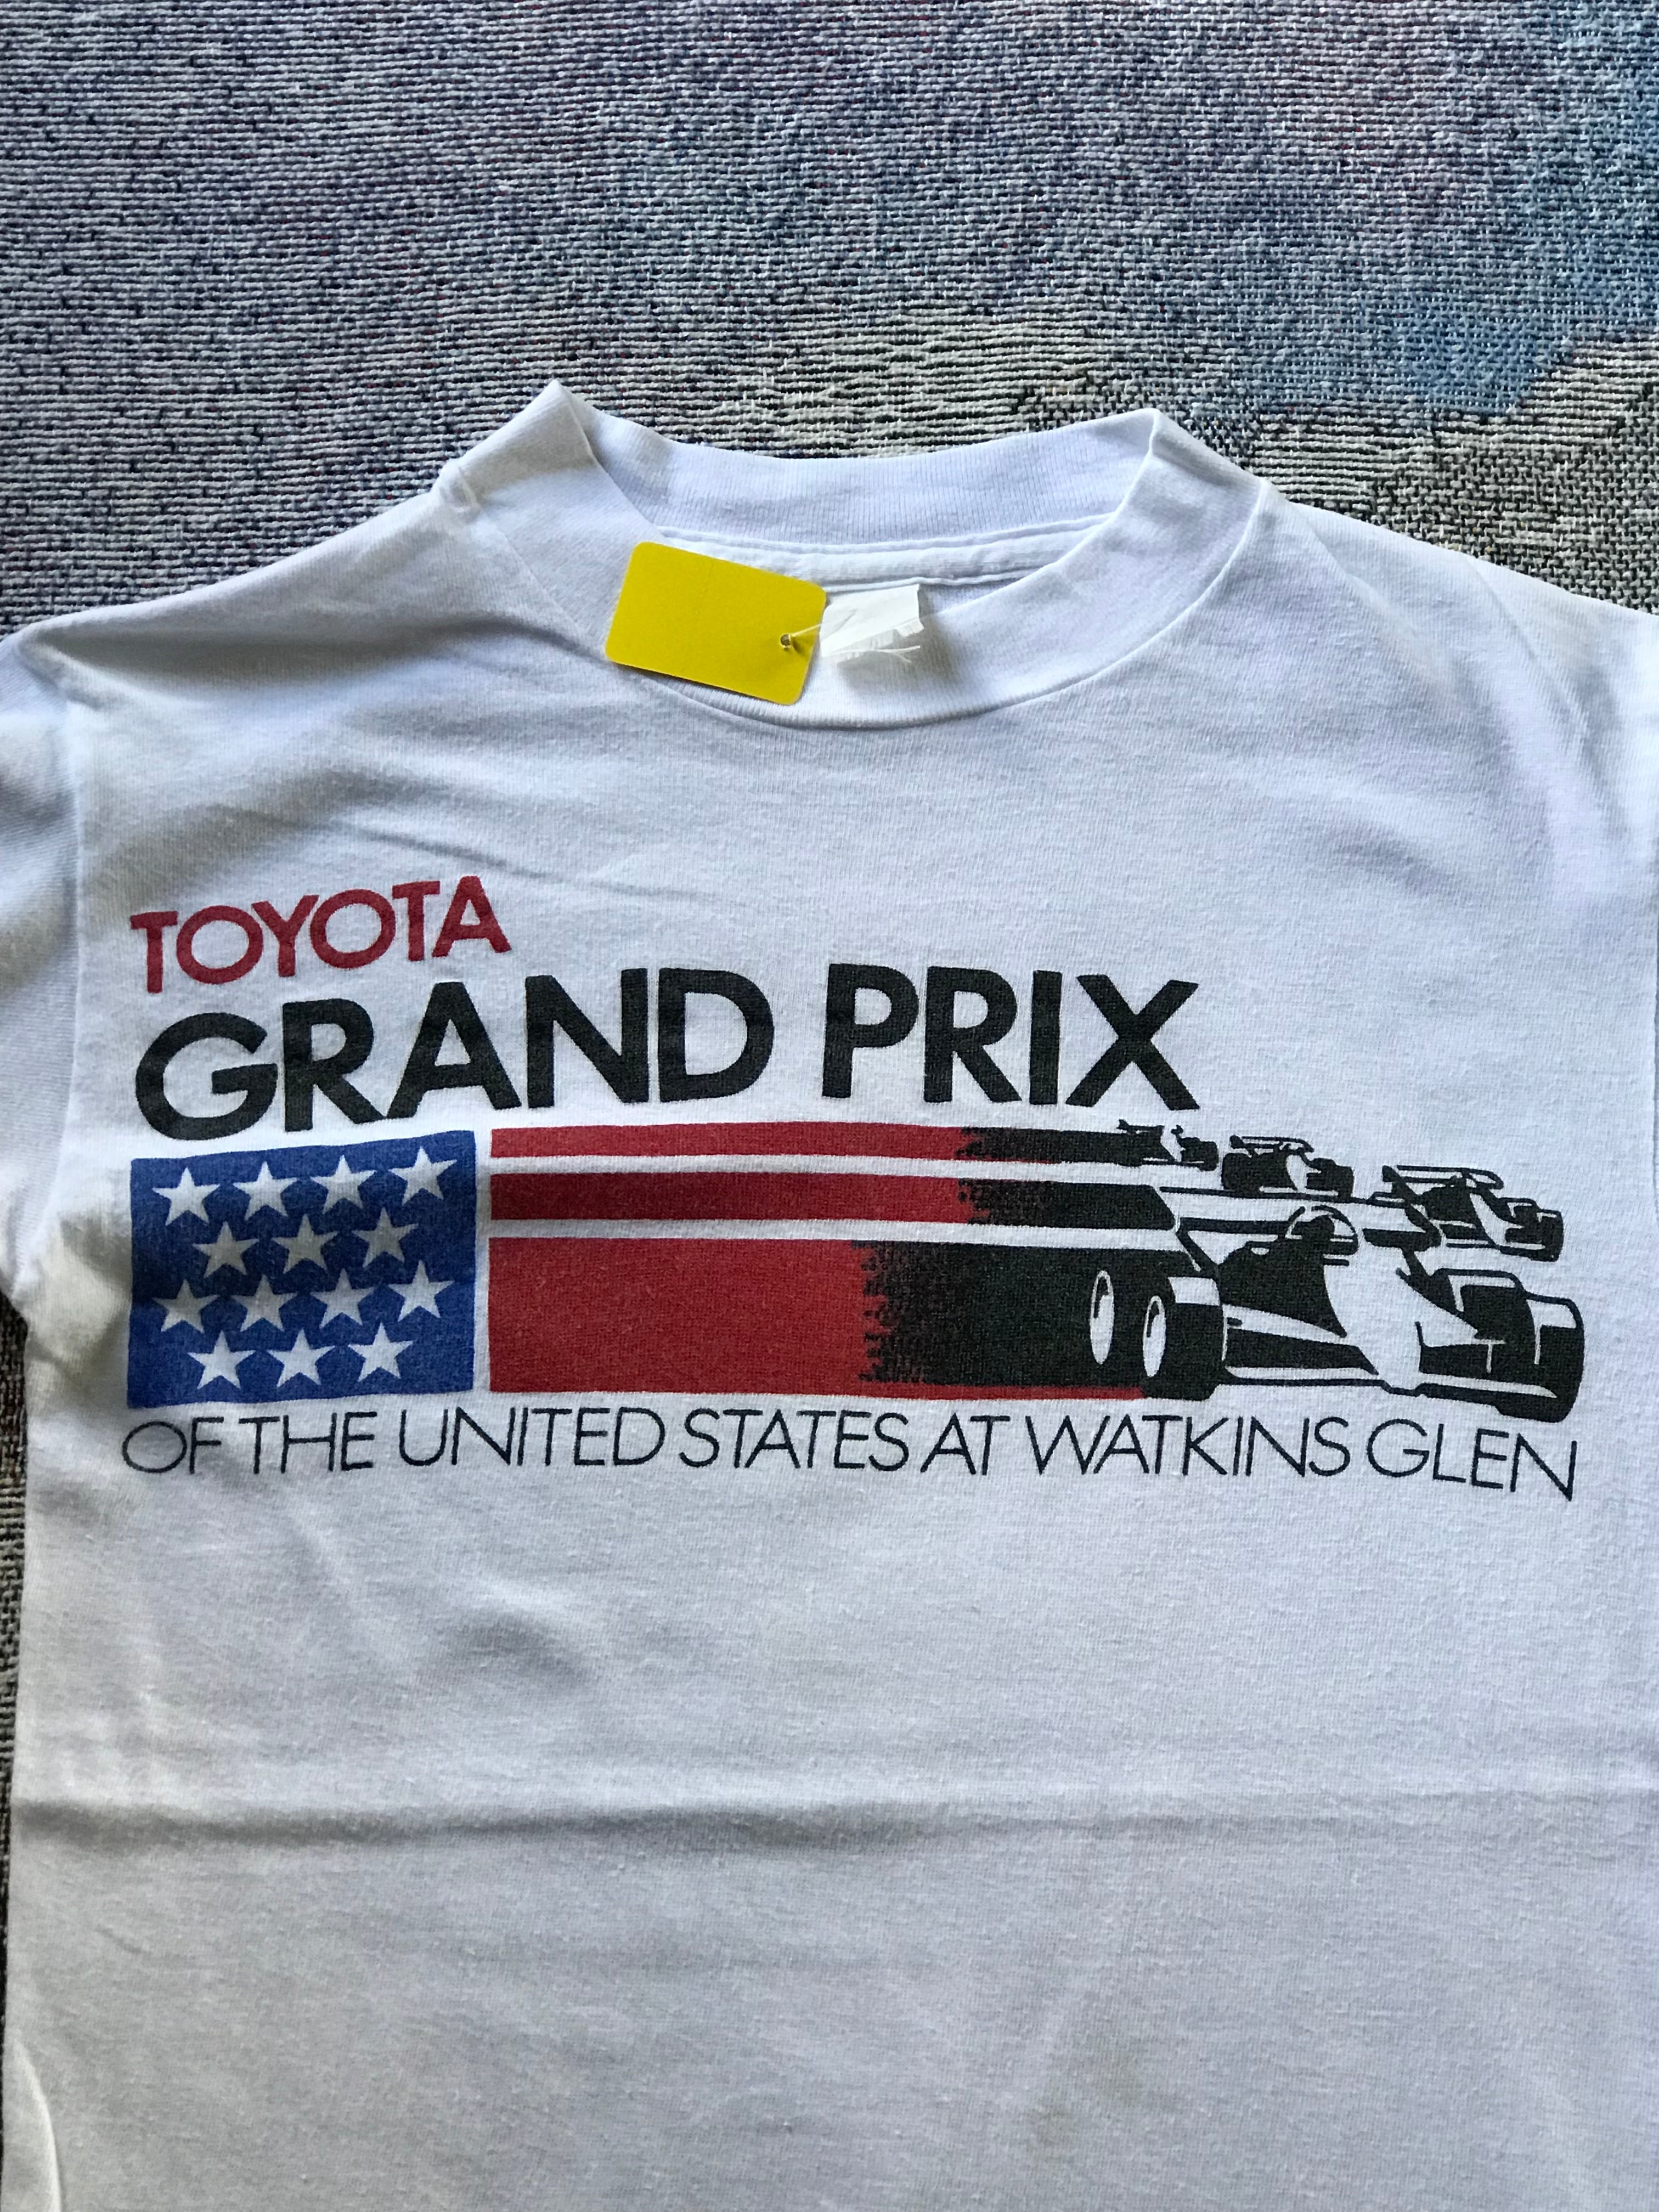 TOYOTA
GRAND PRIX
OF THE UNITED STATES AT WATKINS GLEN